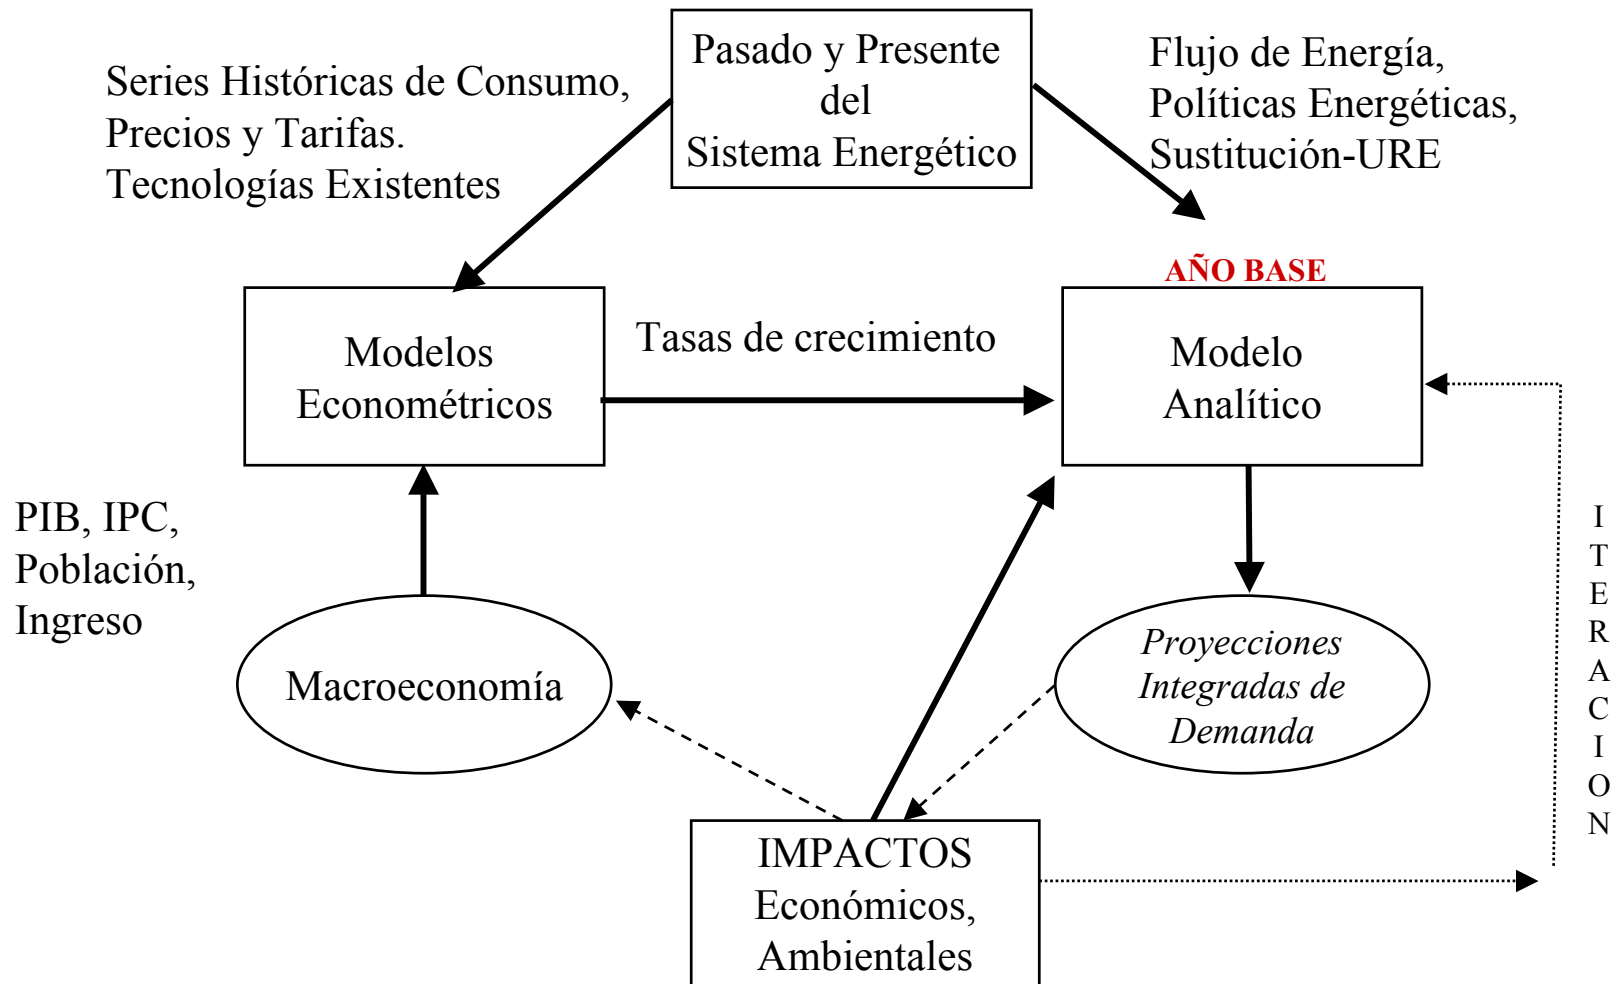 Pasado y Presente
del
Sistema Energético
Series Históricas de Consumo,
Precios y Tarifas.
Tecnologías Existentes
Flujo de Energía,
Políticas Energéticas,
Sustitución-URE
AÑO BASE
Modelos
Econométricos
Tasas de crecimiento
Modelo
Analítico
PIB, IPC,
Población,
Ingreso
Macroeconomía
Proyecciones
Integradas de
Demanda
I
T
E
R
A
C
I
O
N
IMPACTOS
Económicos,
Ambientales